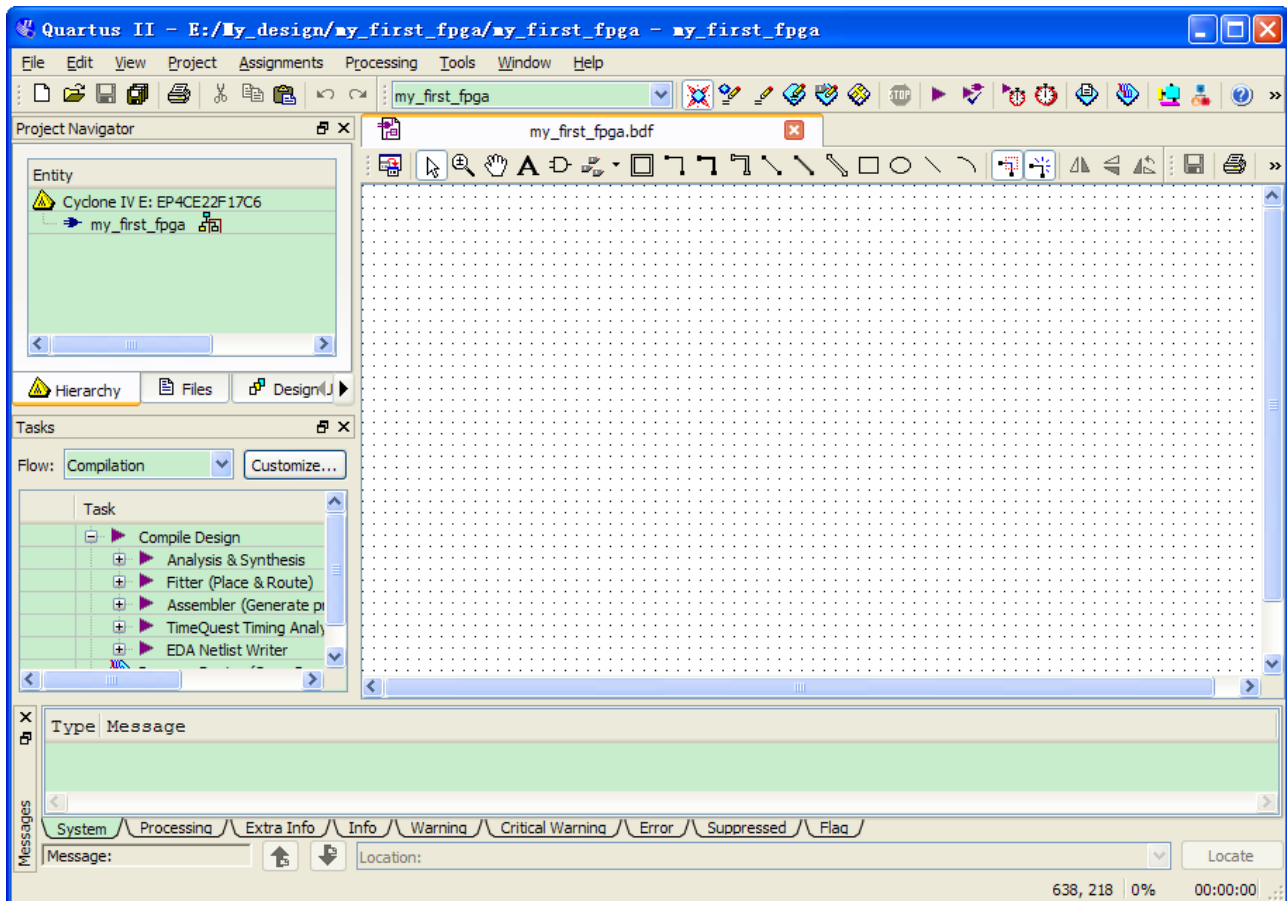 Quartus II - E:/My_design/my_first_fpga/my_first_fpga - my_first_fpga
File Edit View Project Assignments Processing Tools Window Help
my_first_fpga
STOP
Project Navigator
my_first_fpga.bdf
Entity
Cyclone IV E: EP4CE22F17C6
my_first_fpga
Hierarchy Files Design
Tasks
Flow: Compilation Customize...
Task
Compile Design
Analysis & Synthesis
Fitter (Place & Route)
Assembler (Generate pr
TimeQuest Timing Analy
EDA Netlist Writer
Type Message
System Processing Extra Info Info Warning Critical Warning Error Suppressed Flag
Messages
Message: Location: Locate
638, 218 0% 00:00:00